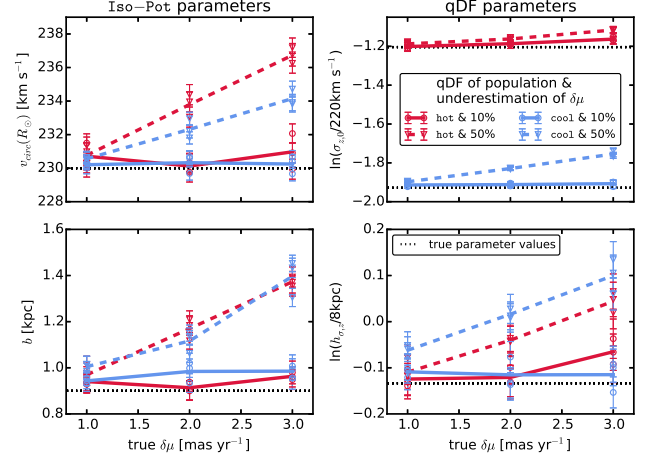 Iso−Pot parameters
qDF parameters
v_circ(R_⊙) [km s⁻¹]
238
236
234
232
230
228
ln(σ_z,0/220km s⁻¹)
−1.2
−1.4
−1.6
−1.8
−2.0
qDF of population &
underestimation of δμ
hot & 10%
cool & 10%
hot & 50%
cool & 50%
b [kpc]
1.6
1.4
1.2
1.0
0.8
1.0
1.5
2.0
2.5
3.0
true δμ [mas yr⁻¹]
ln(h_σ,z/8kpc)
0.2
0.1
0.0
−0.1
−0.2
true parameter values
1.0
1.5
2.0
2.5
3.0
true δμ [mas yr⁻¹]